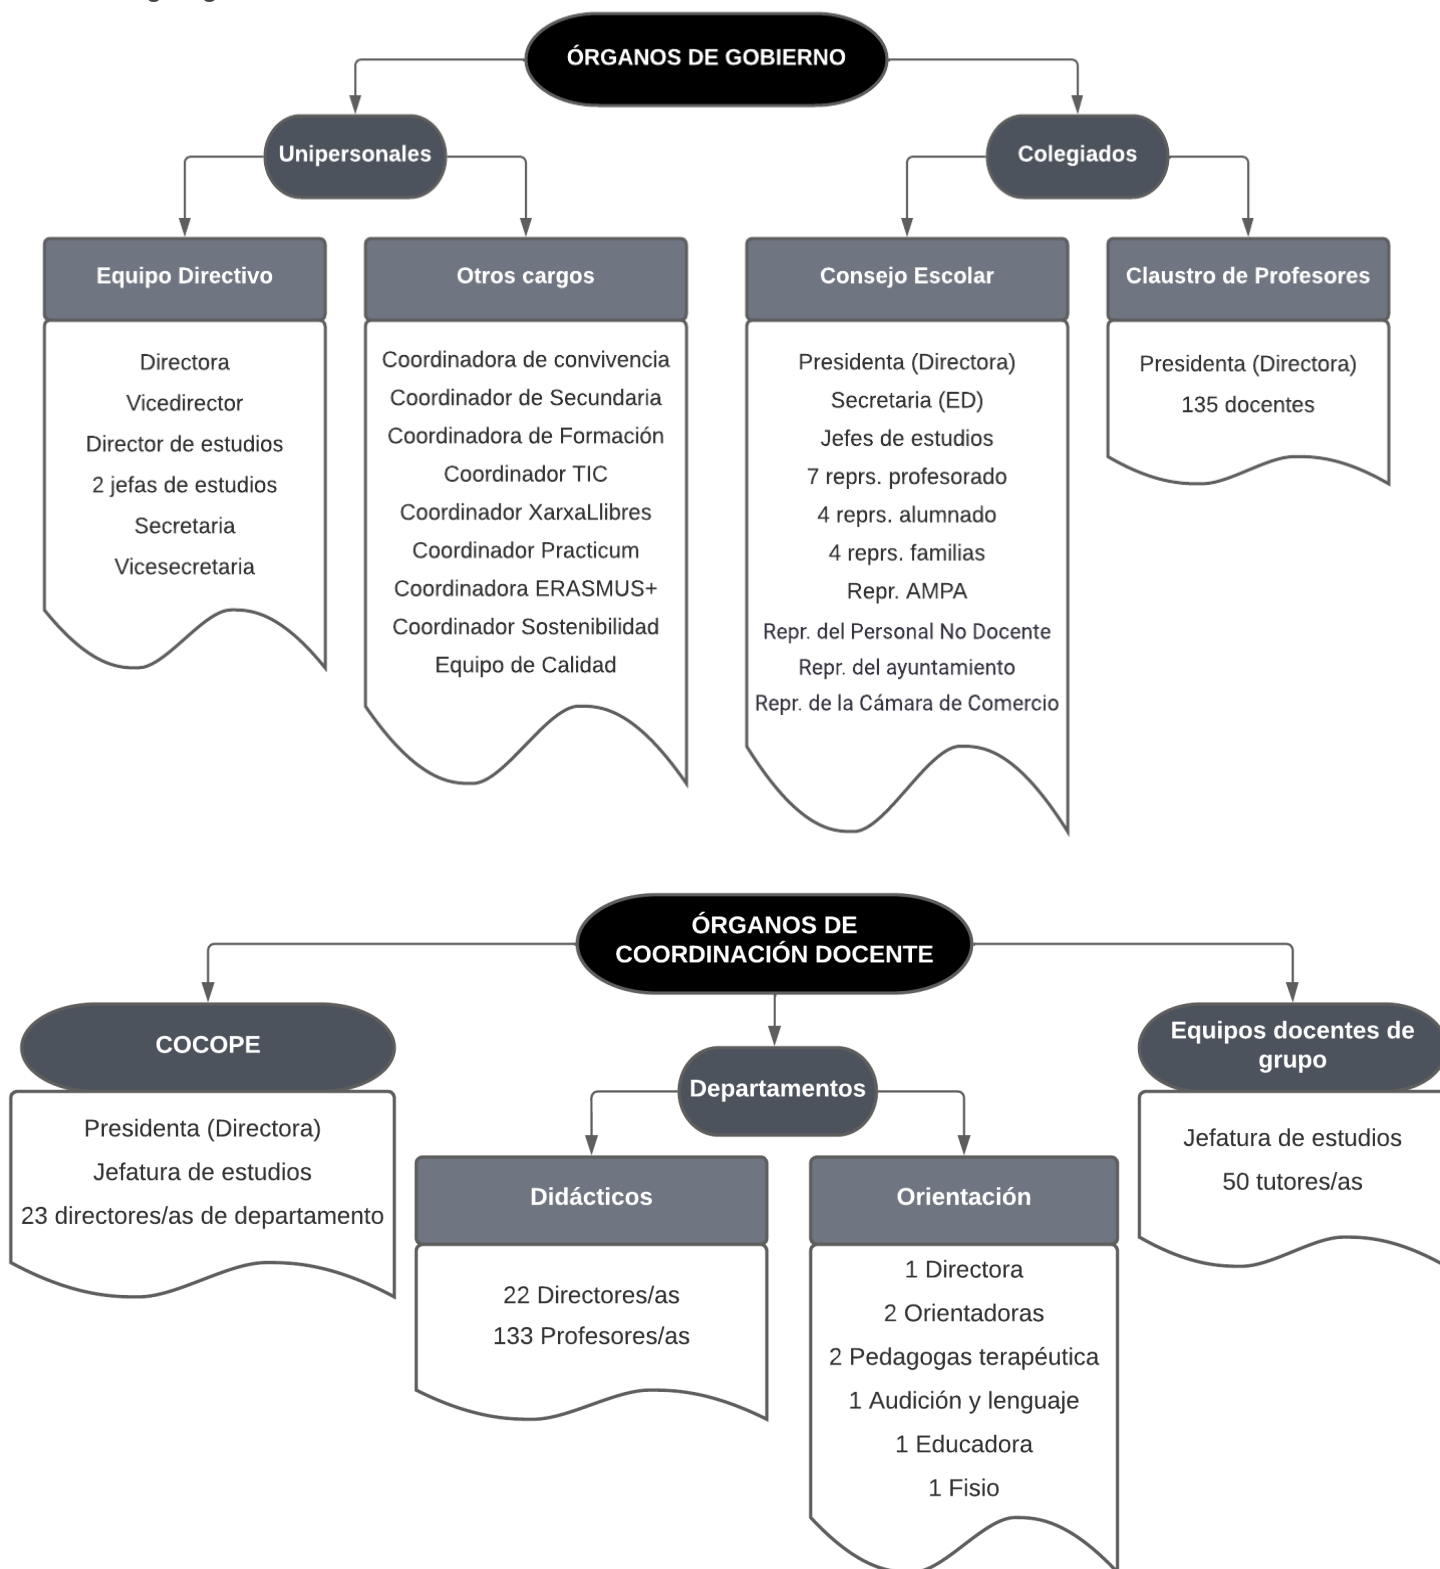 ÓRGANOS DE GOBIERNO
Unipersonales
Colegiados
Equipo Directivo
Directora
Vicedirector
Director de estudios
2 jefas de estudios
Secretaria
Vicesecretaria
Otros cargos
Coordinadora de convivencia
Coordinador de Secundaria
Coordinadora de Formación
Coordinador TIC
Coordinador XarxaLlibres
Coordinador Practicum
Coordinadora ERASMUS+
Coordinador Sostenibilidad
Equipo de Calidad
Consejo Escolar
Presidenta (Directora)
Secretaria (ED)
Jefes de estudios
7 reprs. profesorado
4 reprs. alumnado
4 reprs. familias
Repr. AMPA
Repr. del Personal No Docente
Repr. del ayuntamiento
Repr. de la Cámara de Comercio
Claustro de Profesores
Presidenta (Directora)
135 docentes
ÓRGANOS DE
COORDINACIÓN DOCENTE
COCOPE
Presidenta (Directora)
Jefatura de estudios
23 directores/as de departamento
Departamentos
Didácticos
22 Directores/as
133 Profesores/as
Orientación
1 Directora
2 Orientadoras
2 Pedagogas terapéutica
1 Audición y lenguaje
1 Educadora
1 Fisio
Equipos docentes de
grupo
Jefatura de estudios
50 tutores/as